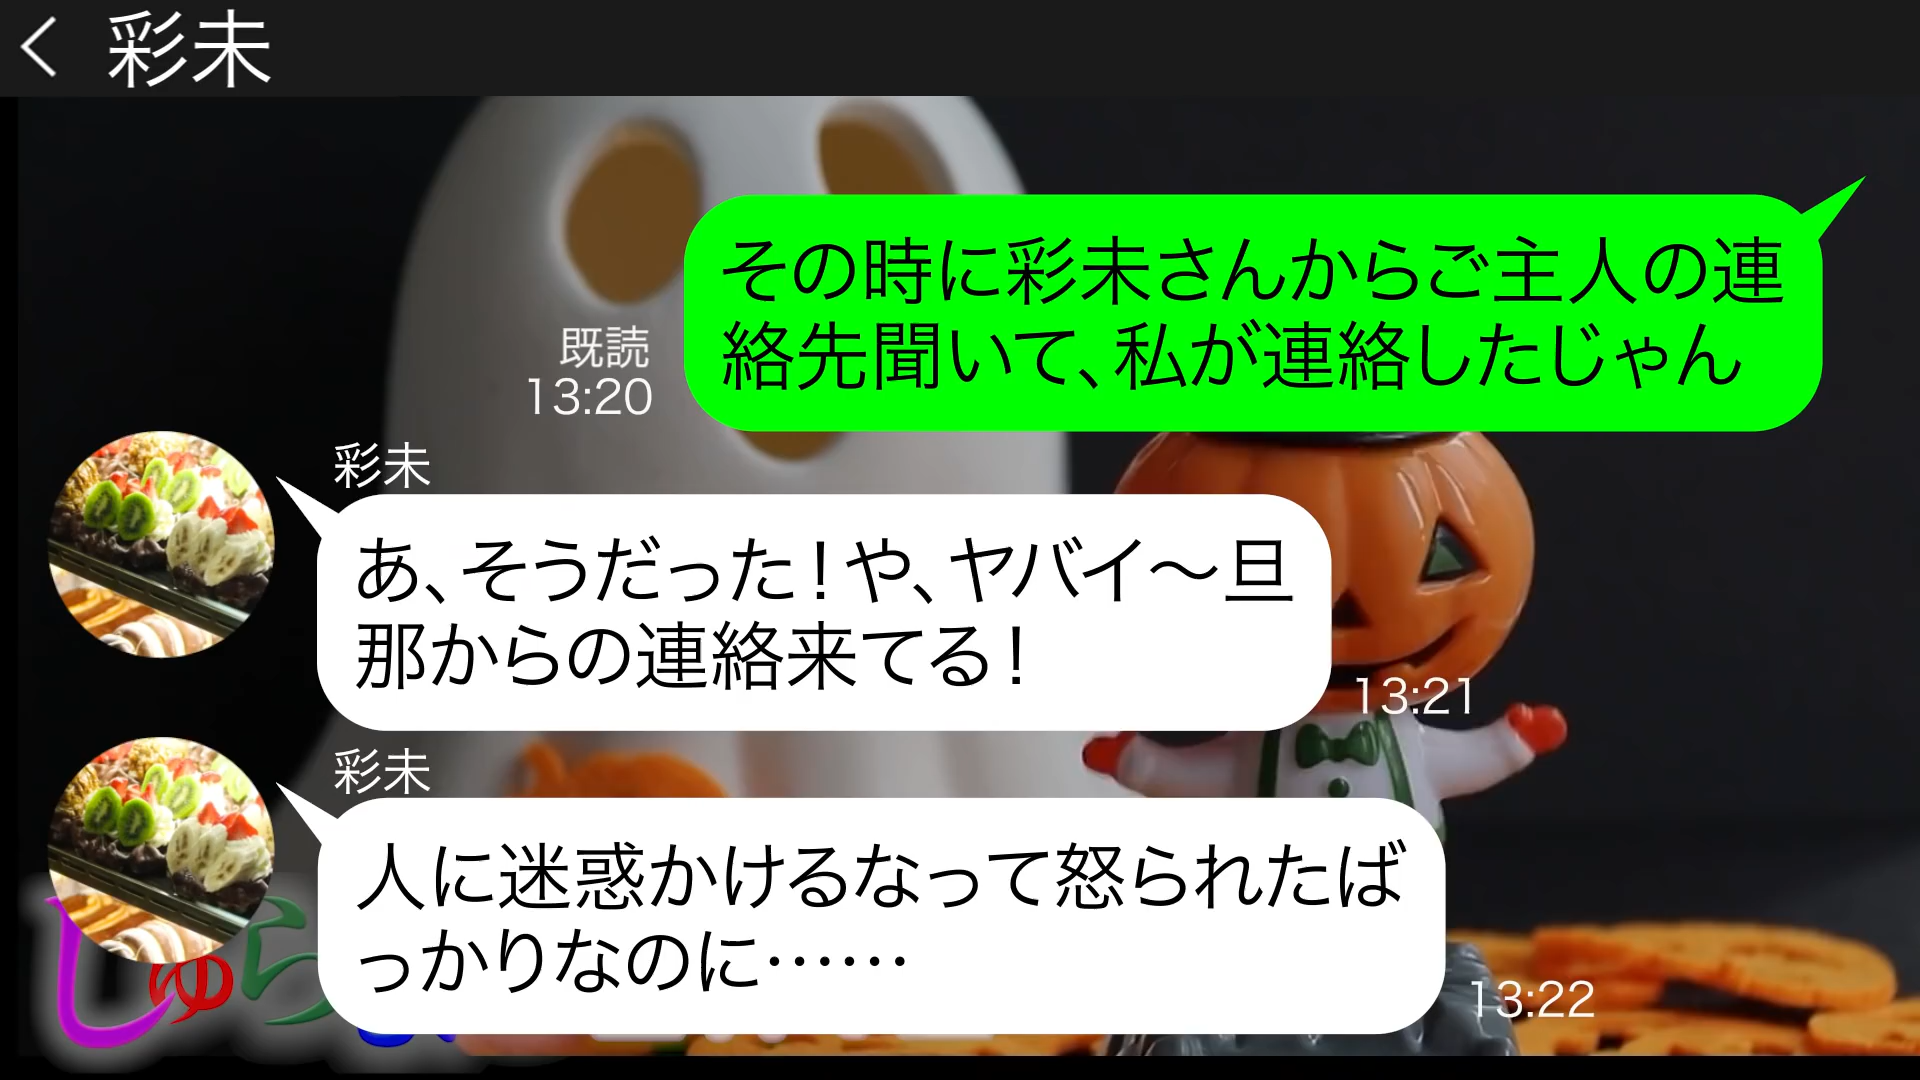 彩未
その時に彩未さんからご主人の連
絡先聞いて、私が連絡したじゃん
既読
13:20
彩未
あ、そうだった！や、ヤバイ～旦
那からの連絡来てる！
13:21
彩未
人に迷惑かけるなって怒られたば
っかりなのに……
13:22
しゅら